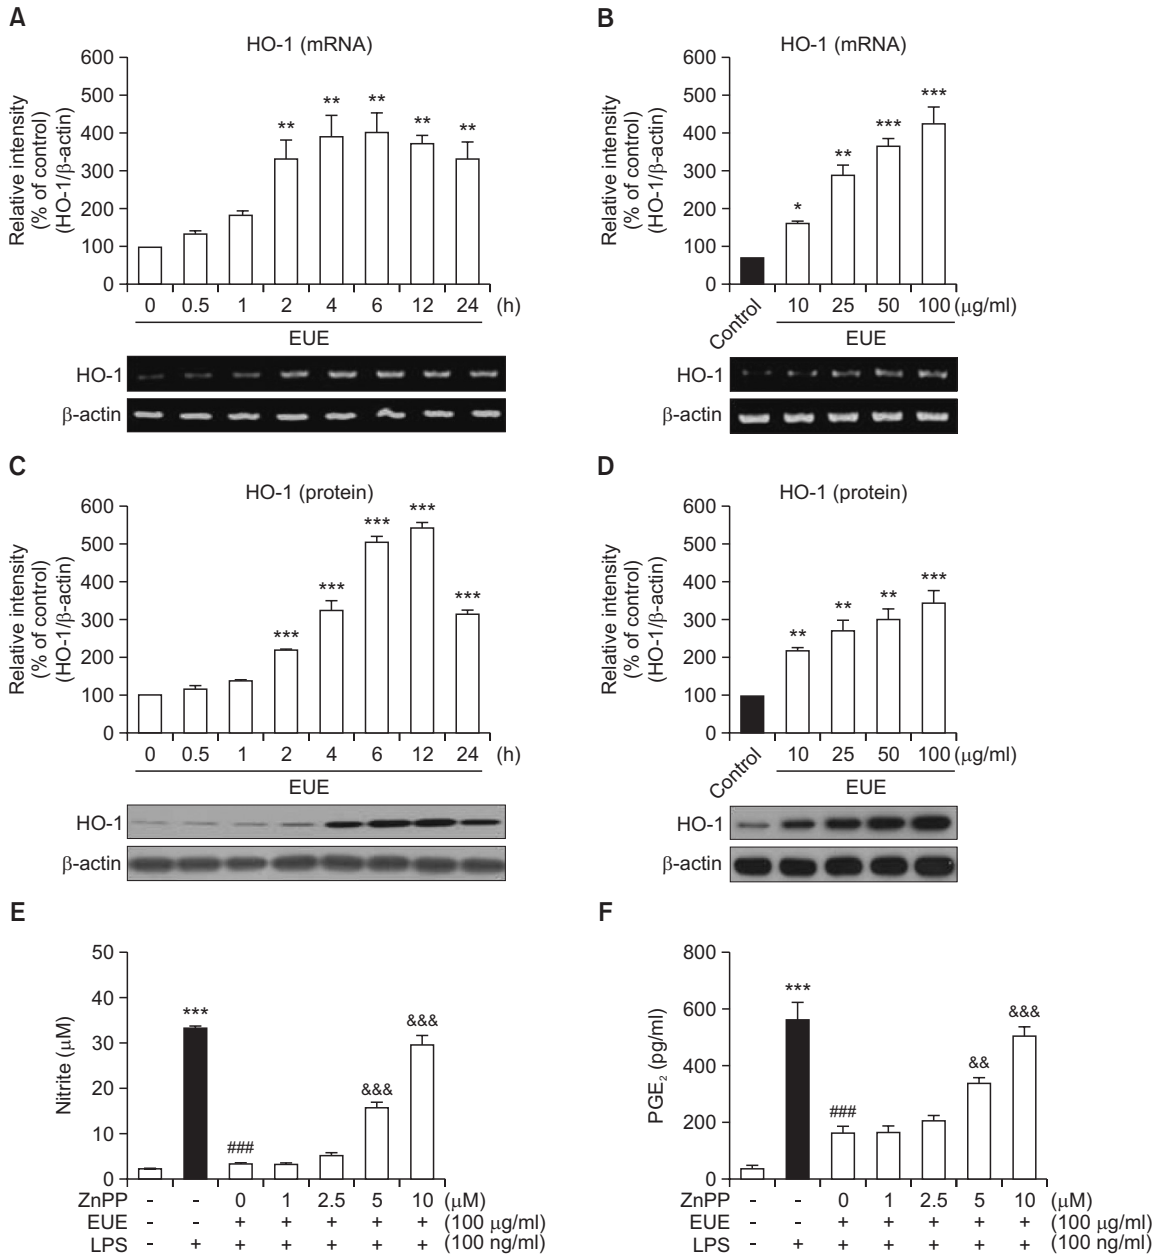 A
HO-1 (mRNA)
Relative intensity
(% of control)
(HO-1/β-actin)
600
500
400
300
200
100
0
** ** ** ** **
0 0.5 1 2 4 6 12 24 (h)
EUE
HO-1
β-actin
B
HO-1 (mRNA)
Relative intensity
(% of control)
(HO-1/β-actin)
600
500
400
300
200
100
0
* ** *** ***
Control 10 25 50 100 (μg/ml)
EUE
HO-1
β-actin
C
HO-1 (protein)
Relative intensity
(% of control)
(HO-1/β-actin)
600
500
400
300
200
100
0
*** *** *** *** ***
0 0.5 1 2 4 6 12 24 (h)
EUE
HO-1
β-actin
D
HO-1 (protein)
Relative intensity
(% of control)
(HO-1/β-actin)
600
500
400
300
200
100
0
** ** ** ***
Control 10 25 50 100 (μg/ml)
EUE
HO-1
β-actin
E
Nitrite (μM)
50
40
30
20
10
0
*** ### &&& &&&
ZnPP - - 0 1 2.5 5 10 (μM)
EUE - - + + + + + (100 μg/ml)
LPS - + + + + + + (100 ng/ml)
F
PGE₂ (pg/ml)
800
600
400
200
0
*** ### && &&&
ZnPP - - 0 1 2.5 5 10 (μM)
EUE - - + + + + + (100 μg/ml)
LPS - + + + + + + (100 ng/ml)